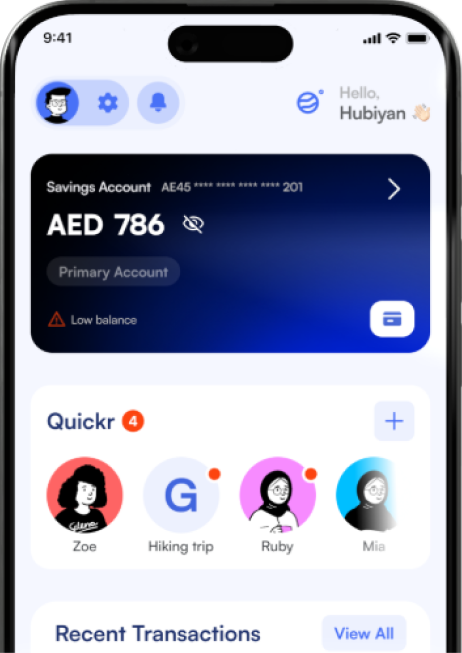 9:41
Hello,
Hubiyan 👋🏻
Savings Account AE45 **** **** **** **** 201
AED 786
Primary Account
Low balance
Quickr 4
Glena
G
Zoe Hiking trip Ruby Mia
Recent Transactions View All